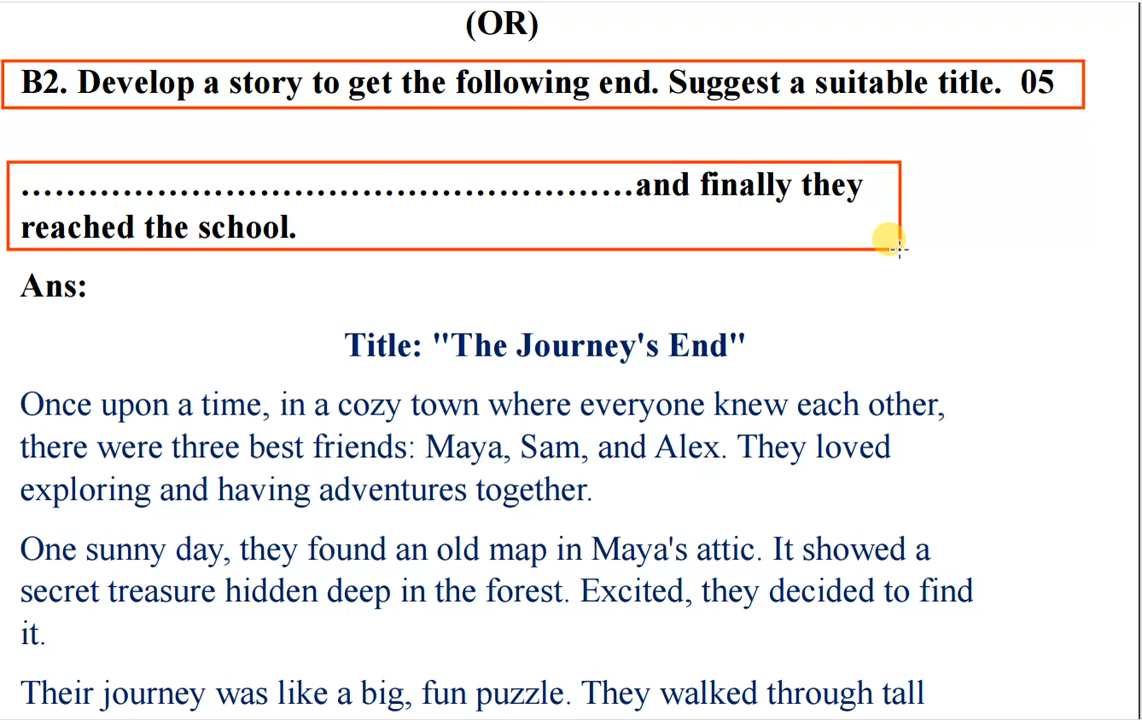 (OR)
B2. Develop a story to get the following end. Suggest a suitable title.  05
......................................................and finally they
reached the school.
Ans:
Title: "The Journey's End"
Once upon a time, in a cozy town where everyone knew each other,
there were three best friends: Maya, Sam, and Alex. They loved
exploring and having adventures together.
One sunny day, they found an old map in Maya's attic. It showed a
secret treasure hidden deep in the forest. Excited, they decided to find
it.
Their journey was like a big, fun puzzle. They walked through tall